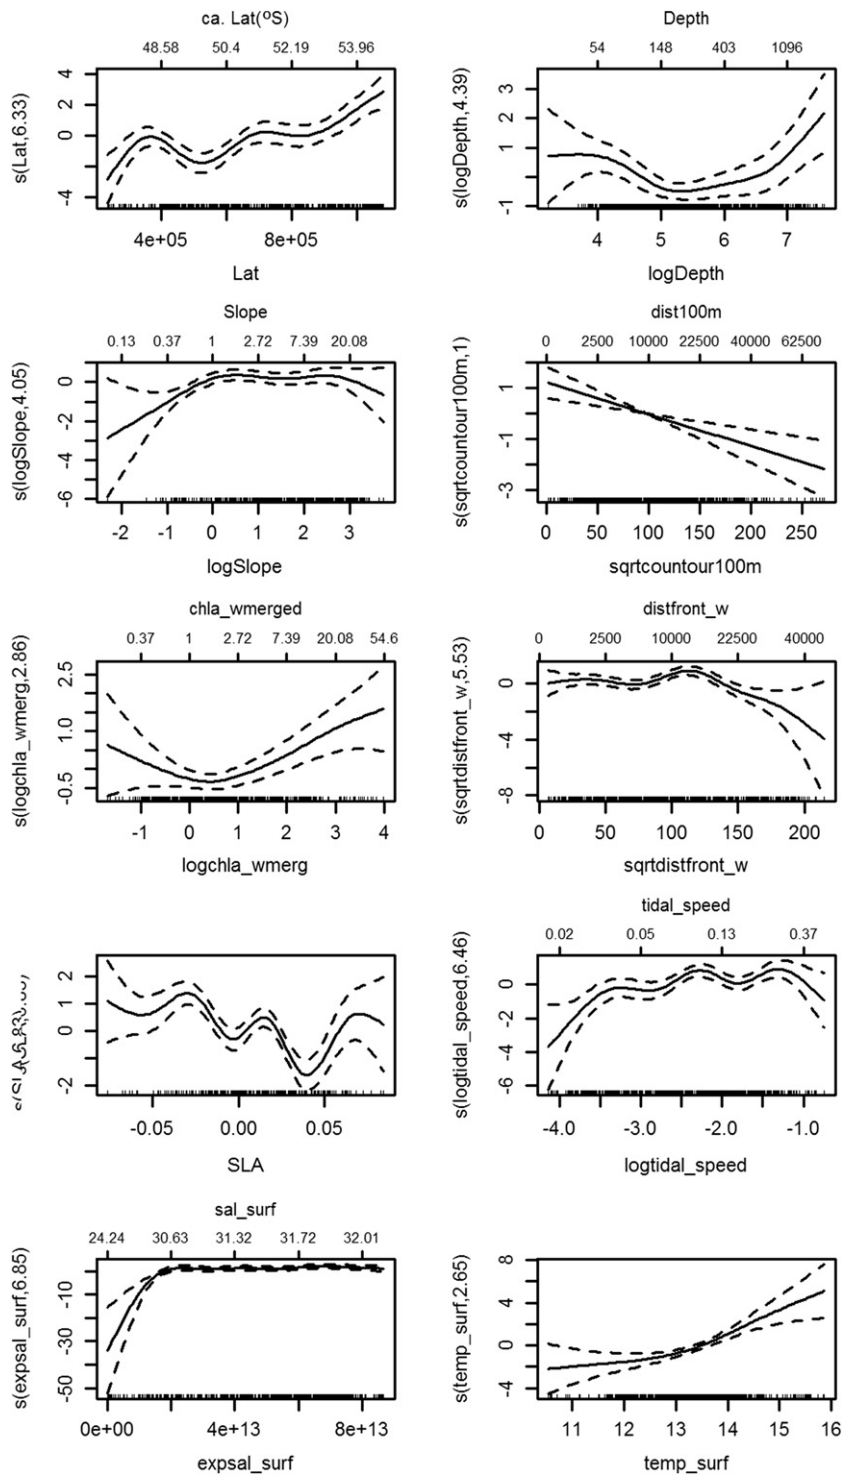 ca. Lat(ºS)
48.58 50.4 52.19 53.96
s(Lat,6.33)
4
2
0
-4
4e+05 8e+05
Lat
Depth
54 148 403 1096
s(logDepth,4.39)
3
1
-1
4 5 6 7
logDepth
Slope
0.13 0.37 1 2.72 7.39 20.08
s(logSlope,4.05)
0
-2
-4
-6
-2 -1 0 1 2 3
logSlope
dist100m
0 2500 10000 22500 40000 62500
s(sqrtcountour100m,1)
1
-1
-3
0 50 100 150 200 250
sqrtcountour100m
chla_wmerged
0.37 1 2.72 7.39 20.08 54.6
s(logchla_wmerg,2.86)
2.5
1.0
-0.5
-1 0 1 2 3 4
logchla_wmerg
distfront_w
0 2500 10000 22500 40000
s(sqrtdistfront_w,5.53)
0
-4
-8
0 50 100 150 200
sqrtdistfront_w
2
1
0
-2
-0.05 0.00 0.05
SLA
tidal_speed
0.02 0.05 0.13 0.37
s(logtidal_speed,6.46)
0
-2
-4
-6
-4.0 -3.0 -2.0 -1.0
logtidal_speed
sal_surf
24.24 30.63 31.32 31.72 32.01
s(expsal_surf,6.85)
-10
-30
-50
0e+00 4e+13 8e+13
expsal_surf
s(temp_surf,2.65)
8
4
0
-4
11 12 13 14 15 16
temp_surf